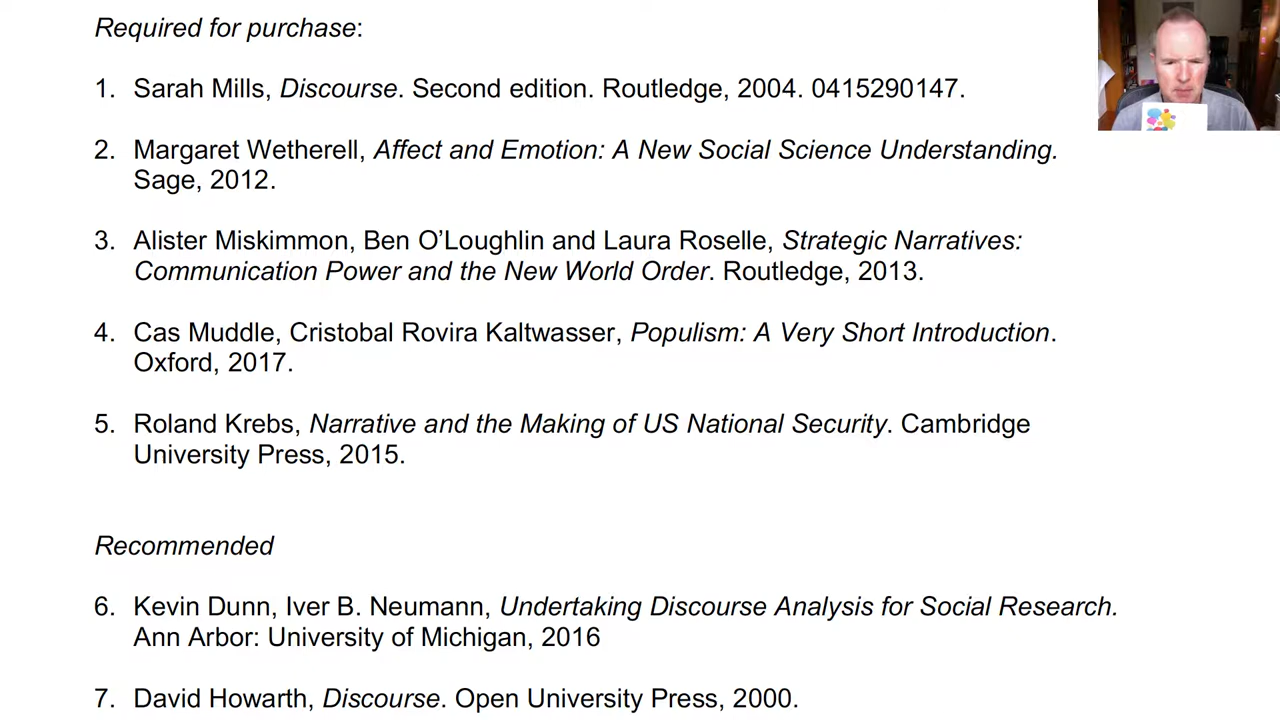 Required for purchase:
1. Sarah Mills, Discourse. Second edition. Routledge, 2004. 0415290147.
2. Margaret Wetherell, Affect and Emotion: A New Social Science Understanding.
Sage, 2012.
3. Alister Miskimmon, Ben O’Loughlin and Laura Roselle, Strategic Narratives:
Communication Power and the New World Order. Routledge, 2013.
4. Cas Muddle, Cristobal Rovira Kaltwasser, Populism: A Very Short Introduction.
Oxford, 2017.
5. Roland Krebs, Narrative and the Making of US National Security. Cambridge
University Press, 2015.
Recommended
6. Kevin Dunn, Iver B. Neumann, Undertaking Discourse Analysis for Social Research.
Ann Arbor: University of Michigan, 2016
7. David Howarth, Discourse. Open University Press, 2000.